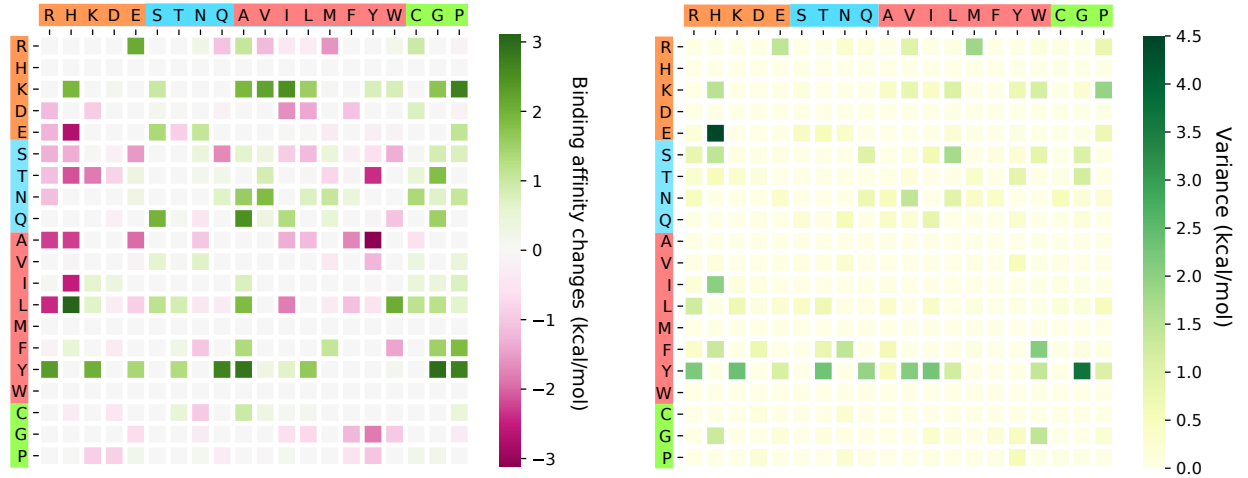 R H K D E S T N Q A V I L M F Y W C G P
R
H
K
D
E
S
T
N
Q
A
V
I
L
M
F
Y
W
C
G
P
3
2
1
0
−1
−2
−3
Binding affinity changes (kcal/mol)
R H K D E S T N Q A V I L M F Y W C G P
R
H
K
D
E
S
T
N
Q
A
V
I
L
M
F
Y
W
C
G
P
4.5
4.0
3.5
3.0
2.5
2.0
1.5
1.0
0.5
0.0
Variance (kcal/mol)